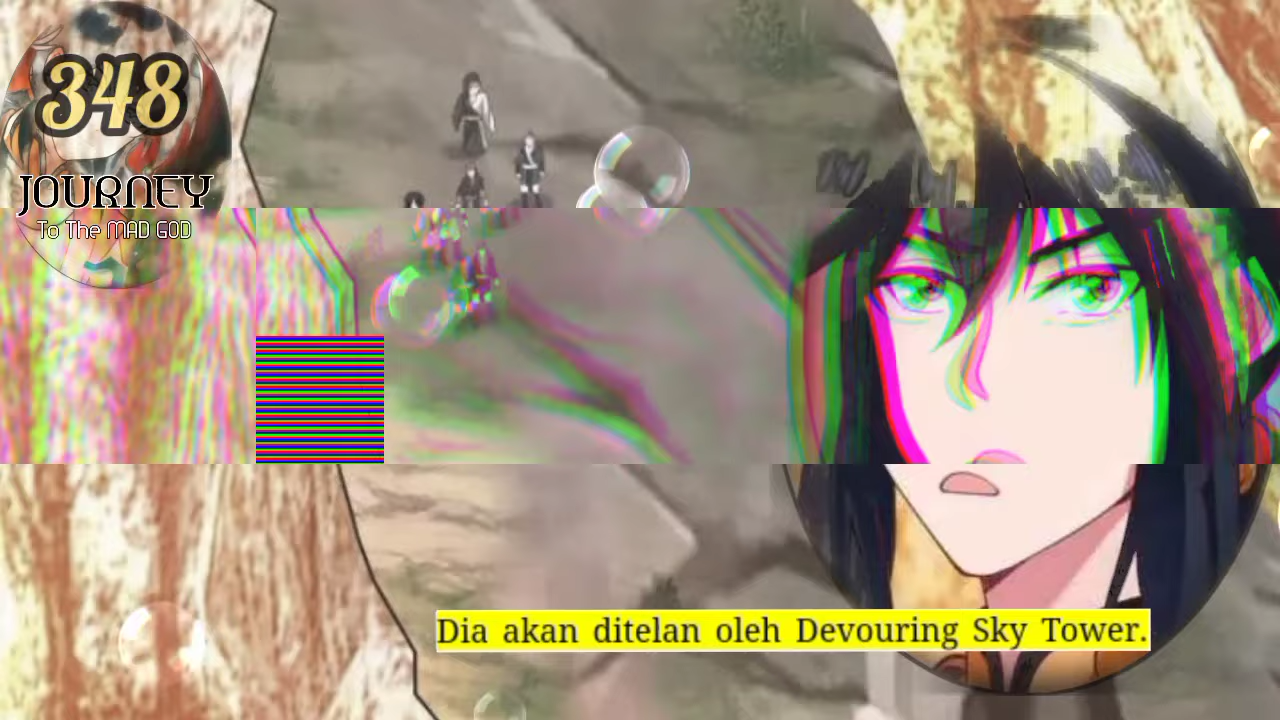 348
JOURNEY
To The MAD GOD
Dia akan ditelan oleh Devouring Sky Tower.